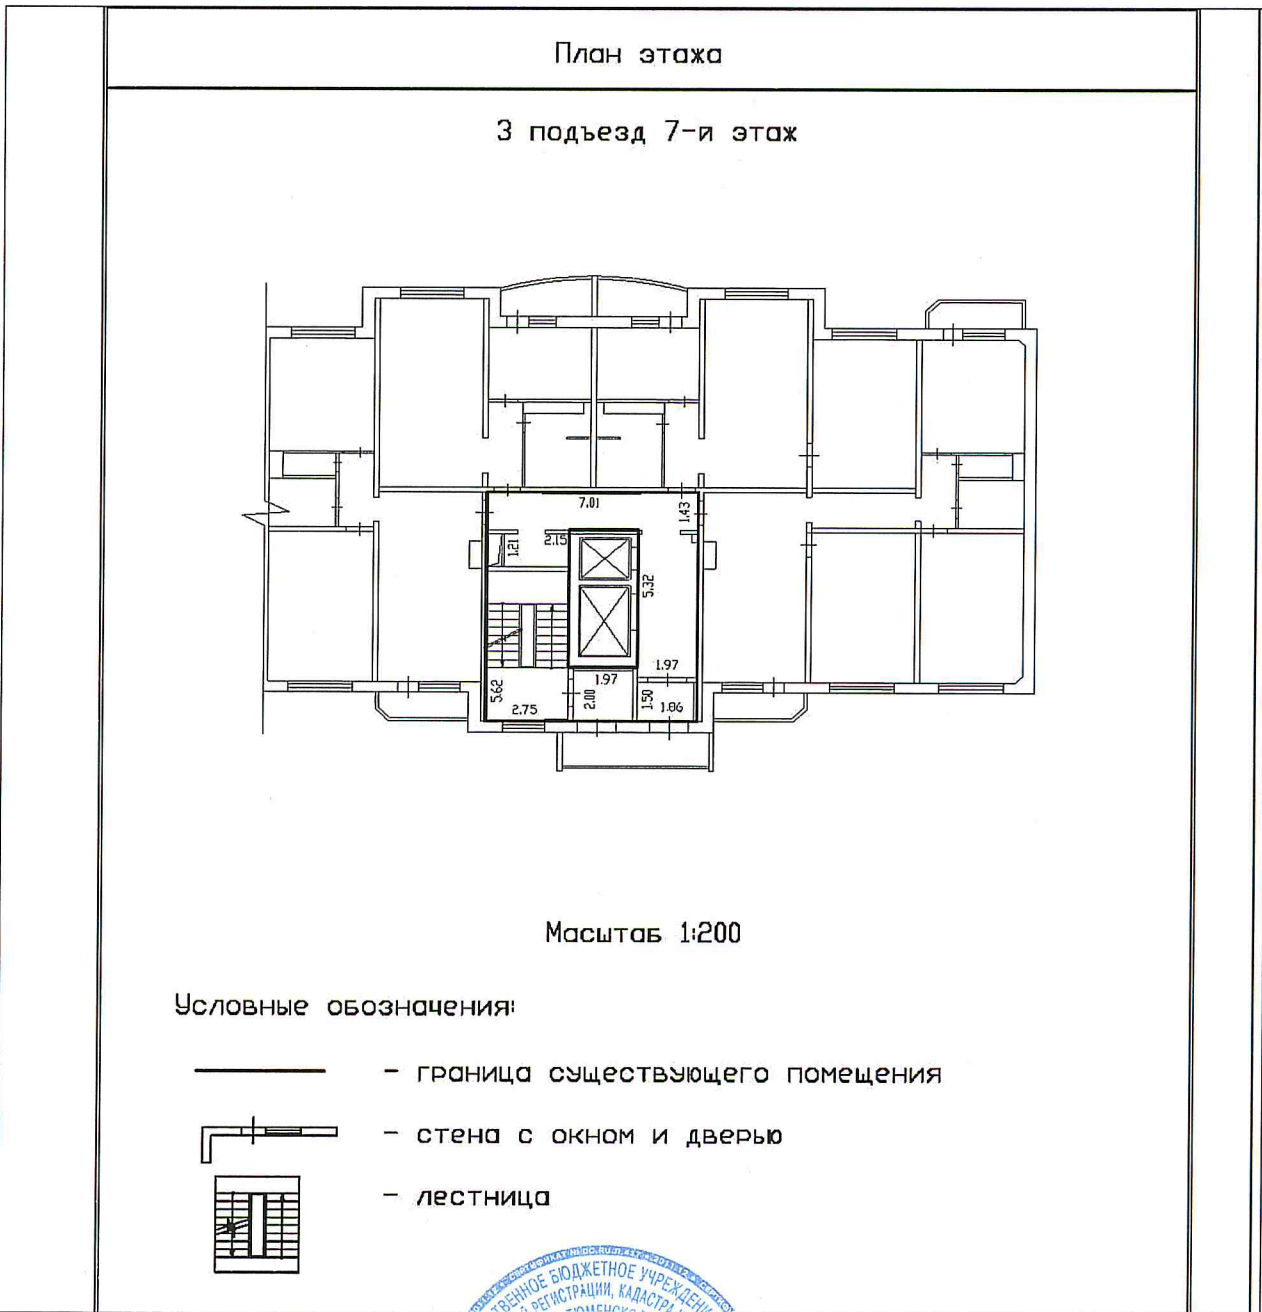 План этажа
3 подъезд 7-и этаж
7.01
1.43
1.21
2.15
5.32
1.97
1.97
5.62
2.00
1.50
2.75
1.86
Масштаб 1:200
Условные обозначения:
- граница существующего помещения
- стена с окном и дверью
- лестница
БЮДЖЕТНОЕ
РЕГИСТРАЦИИ, КАДАСТРА